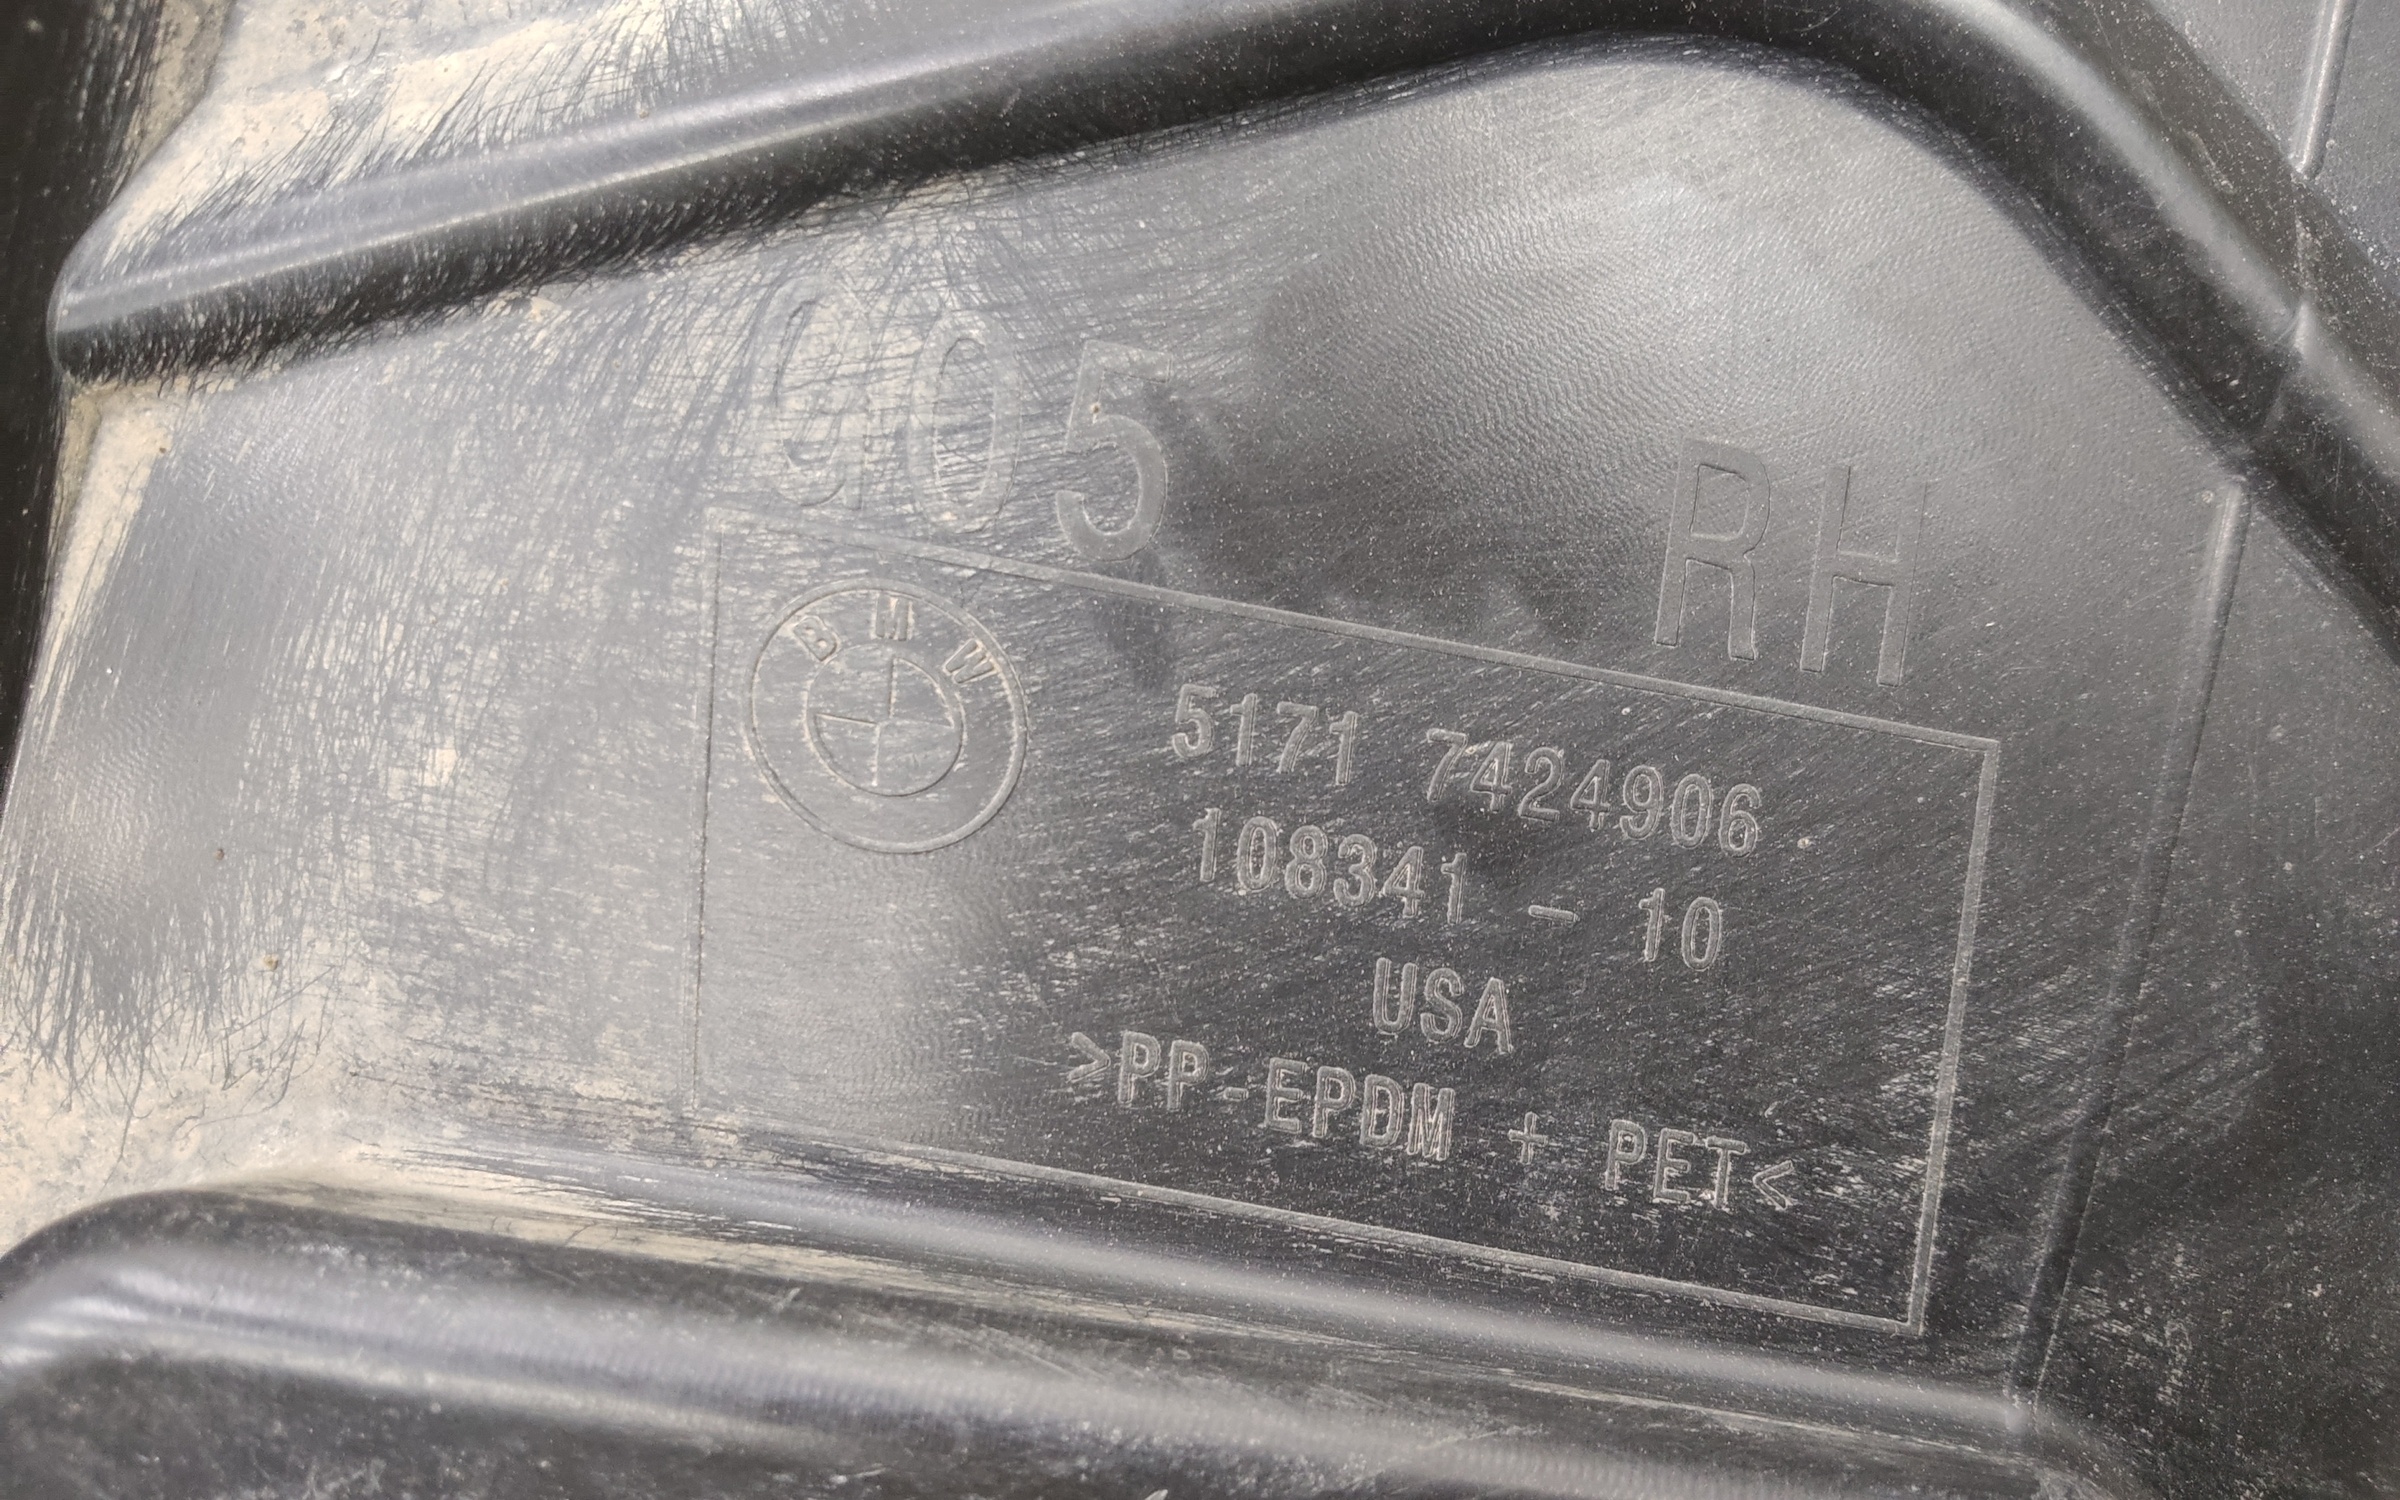 G05
RH
BMW
5171 7424906
108341 - 10
USA
>PP-EPDM + PET<